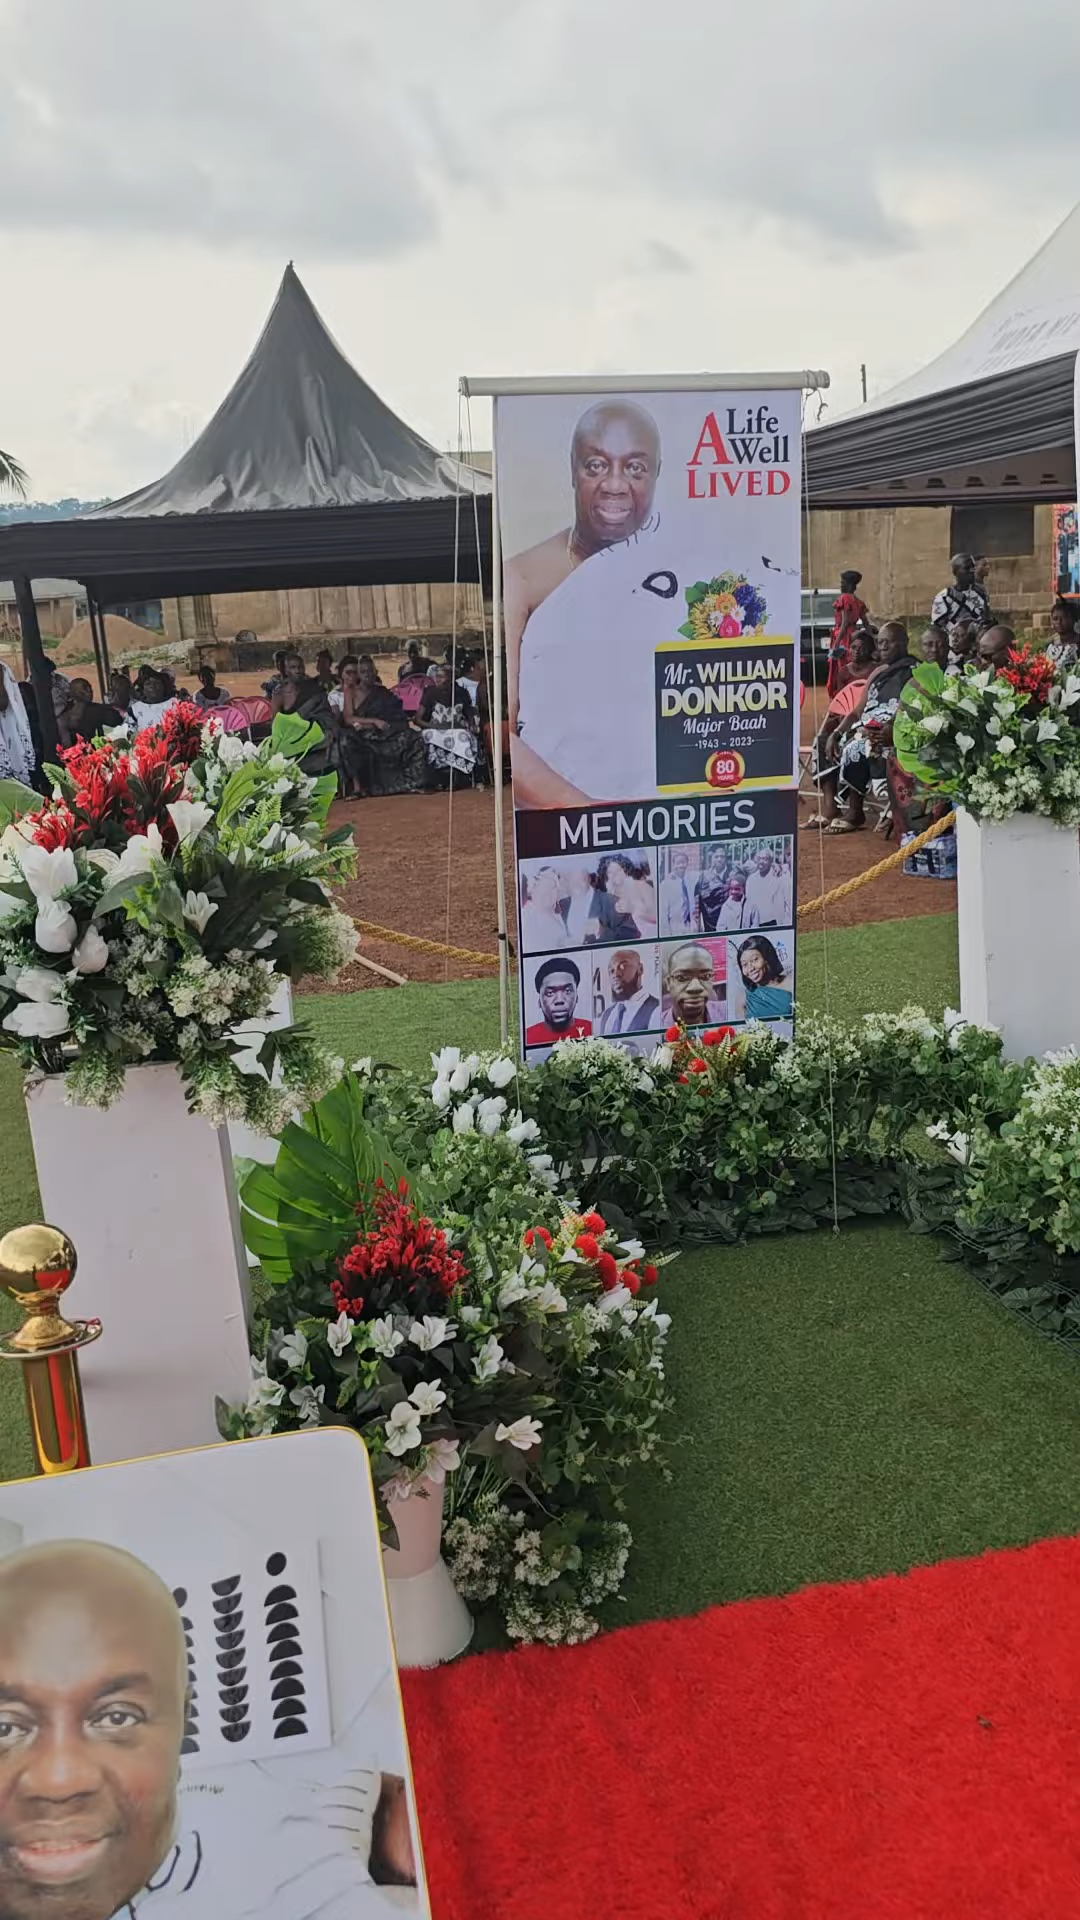 A Life
Well
LIVED
Mr. WILLIAM
DONKOR
Major Baah
-1943 - 2023-
80
YEARS
MEMORIES